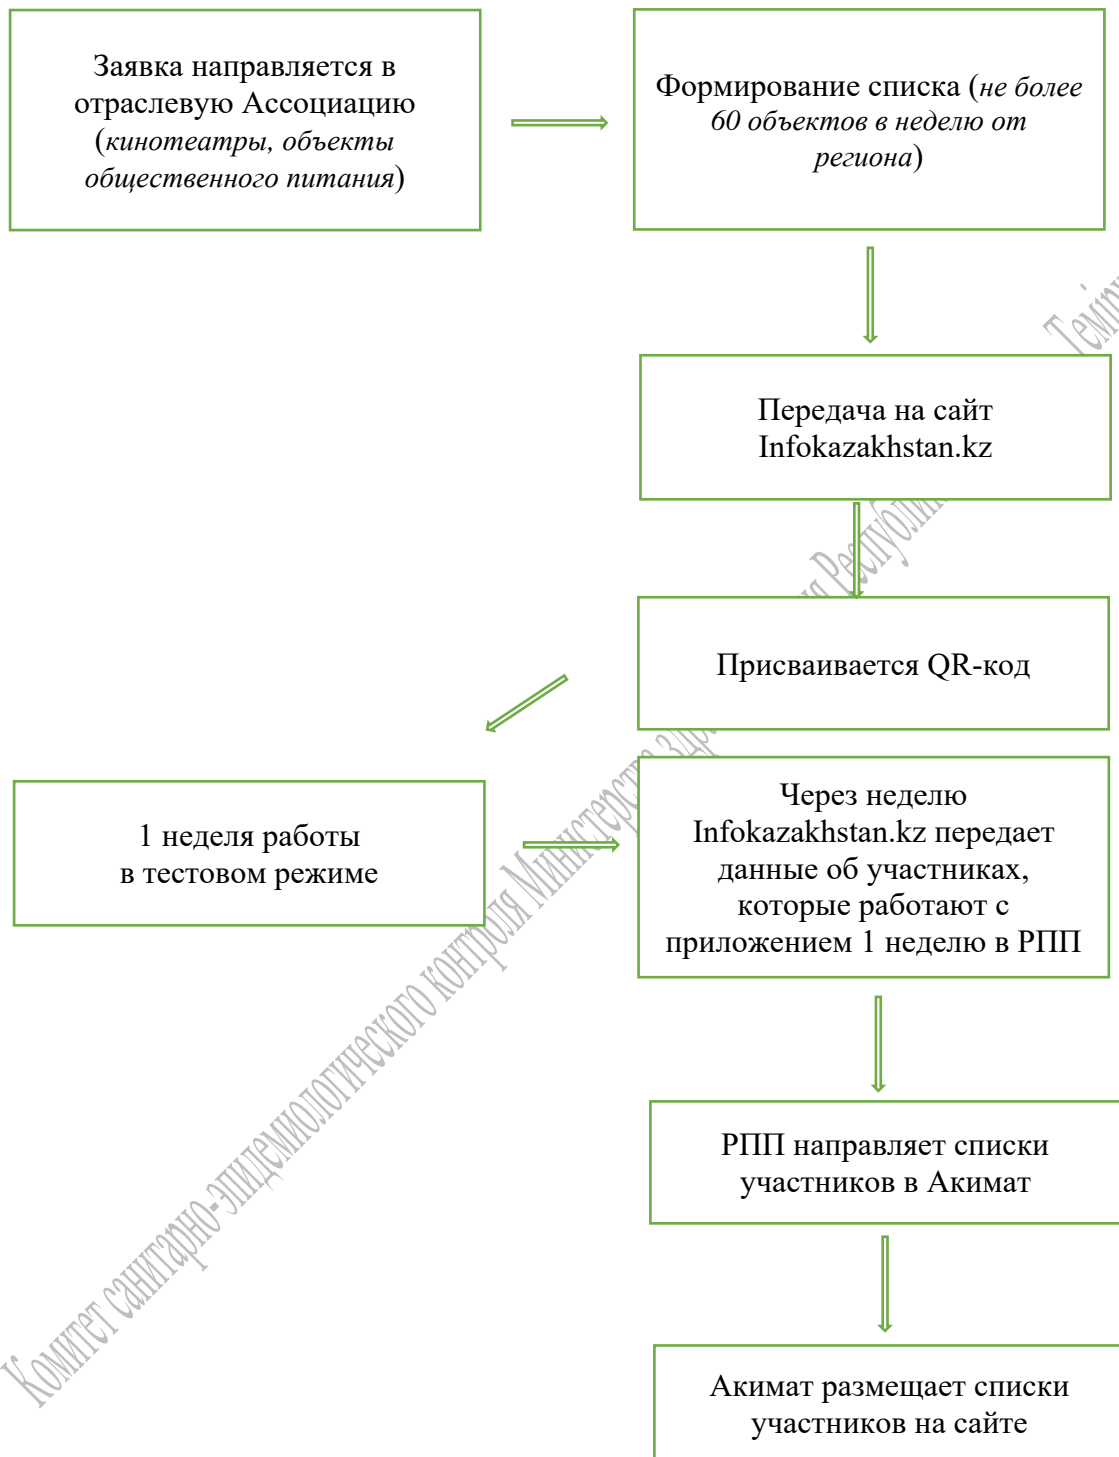 Заявка направляется в
отраслевую Ассоциацию
(кинотеатры, объекты
общественного питания)
Формирование списка (не более
60 объектов в неделю от
региона)
Передача на сайт
Infokazakhstan.kz
Присваивается QR-код
1 неделя работы
в тестовом режиме
Через неделю
Infokazakhstan.kz передает
данные об участниках,
которые работают с
приложением 1 неделю в РПП
РПП направляет списки
участников в Акимат
Акимат размещает списки
участников на сайте
Комитет санитарно-эпидемиологического контроля Министерства